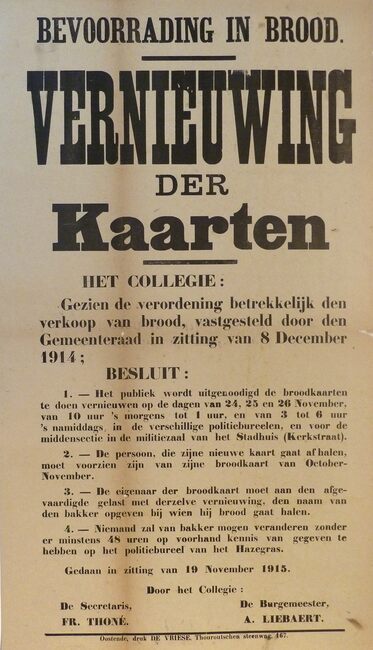 BEVOORRADING IN BROOD.
VERNIEUWING
DER
Kaarten
HET COLLEGIE :
Gezien de verordening betrekkelijk den
verkoop van brood, vastgesteld door den
Gemeenteraad in zitting van 8 December
1914 ;
BESLUIT :
1. — Het publiek wordt uitgenoodigd de broodkaarten
te doen vernieuwen op de dagen van 24, 25 en 26 November,
van 10 uur 's morgens tot 1 uur, en van 3 tot 6 uur
's namiddags, in de verschillige politiebureelen, en voor de
middensectie in de militiezaal van het Stadhuis (Kerkstraat).
2. — De persoon, die zijne nieuwe kaart gaat afhalen,
moet voorzien zijn van zijne broodkaart van October-
November.
3. — De eigenaar der broodkaart moet aan den afge-
vaardigde gelast met derzelve vernieuwing, den naam van
den bakker opgeven bij wien hij brood gaat halen.
4. — Niemand zal van bakker mogen veranderen zonder
er minstens 48 uren op voorhand kennis van gegeven te
hebben op het politiebureel van het Hazegras.
Gedaan in zitting van 19 November 1915.
Door het Collegie :
De Secretaris,
FR. THONÉ.
De Burgemeester,
A. LIEBAERT.
Oostende, druk DE VRIESE, Thouroutschen steenweg, 167.